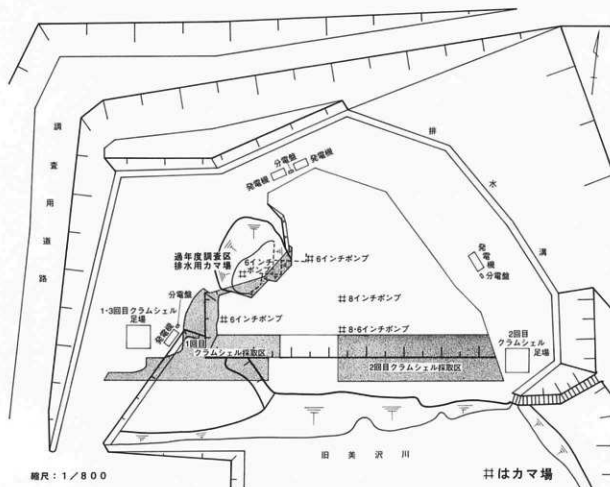 調査用道路
排水溝
分電盤
発電機
発電機
発電機
分電盤
過年度調査区
排水用カマ場
6インチ
ポンプ
6インチポンプ
8インチポンプ
6インチポンプ
8・6インチポンプ
分電盤
発電機
1・3回目クラムシェル
足場
1回目
クラムシェル採取区
2回目クラムシェル採取区
2回目
クラムシェル
足場
旧美沢川
縮尺:1/800
井はカマ場